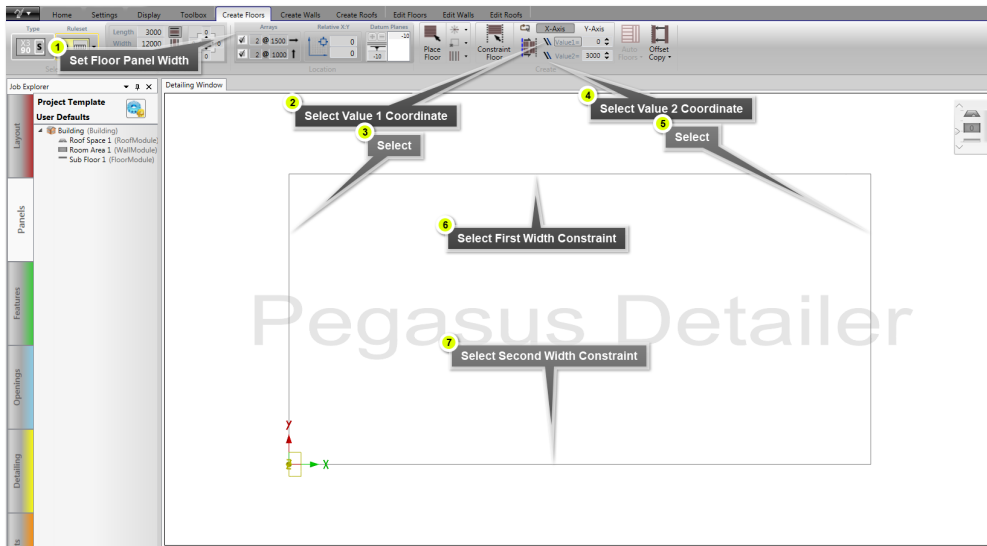 Home Settings Display Toolbox Create Floors Create Walls Create Roofs Edit Floors Edit Walls Edit Roofs
Type Ruleset Length 3000 Arrays Relative X,Y Datum Planes X-Axis Y-Axis
S 1 Width 12000 0 0 0 2 @ 1500 0 -10 Value1= 0
2 @ 1000 0 -10 Value2= 3000
Set Floor Panel Width
Place Floor
Constraint Floor
Auto Floors
Offset Copy
Location
Create
Job Explorer Detailing Window
Project Template
User Defaults
Building (Building)
Roof Space 1 (RoofModule)
Room Area 1 (WallModule)
Sub Floor 1 (FloorModule)
Layout
Panels
Features
Openings
Detailing
2
Select Value 1 Coordinate
3
Select
4
Select Value 2 Coordinate
5
Select
0
6
Select First Width Constraint
Pegasus Detailer
7
Select Second Width Constraint
y
Z X